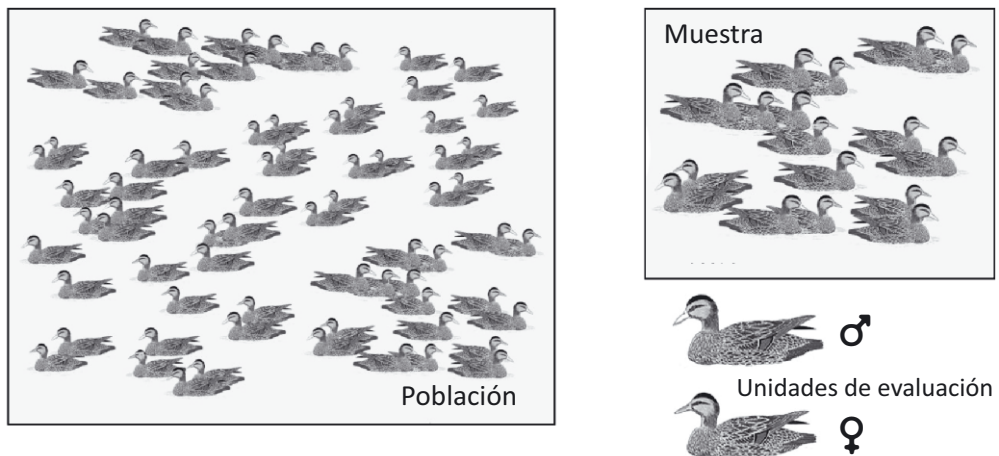 Muestra
Población
♂
Unidades de evaluación
♀